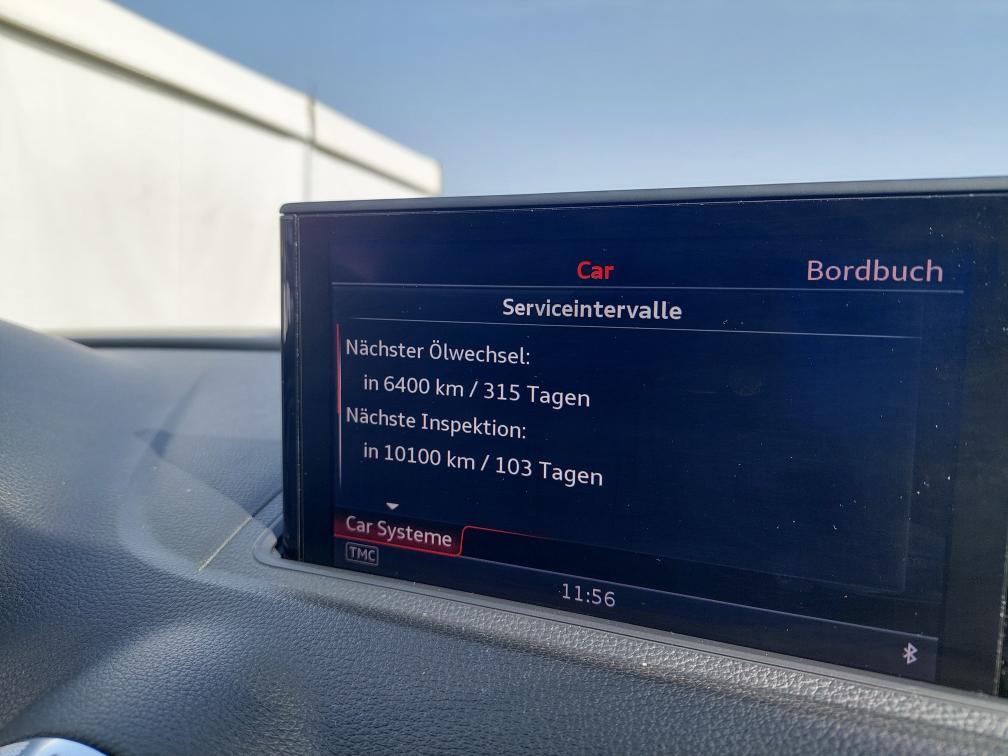 Car
Bordbuch
Serviceintervalle
Nächster Ölwechsel:
in 6400 km / 315 Tagen
Nächste Inspektion:
in 10100 km / 103 Tagen
Car Systeme
TMC
11:56